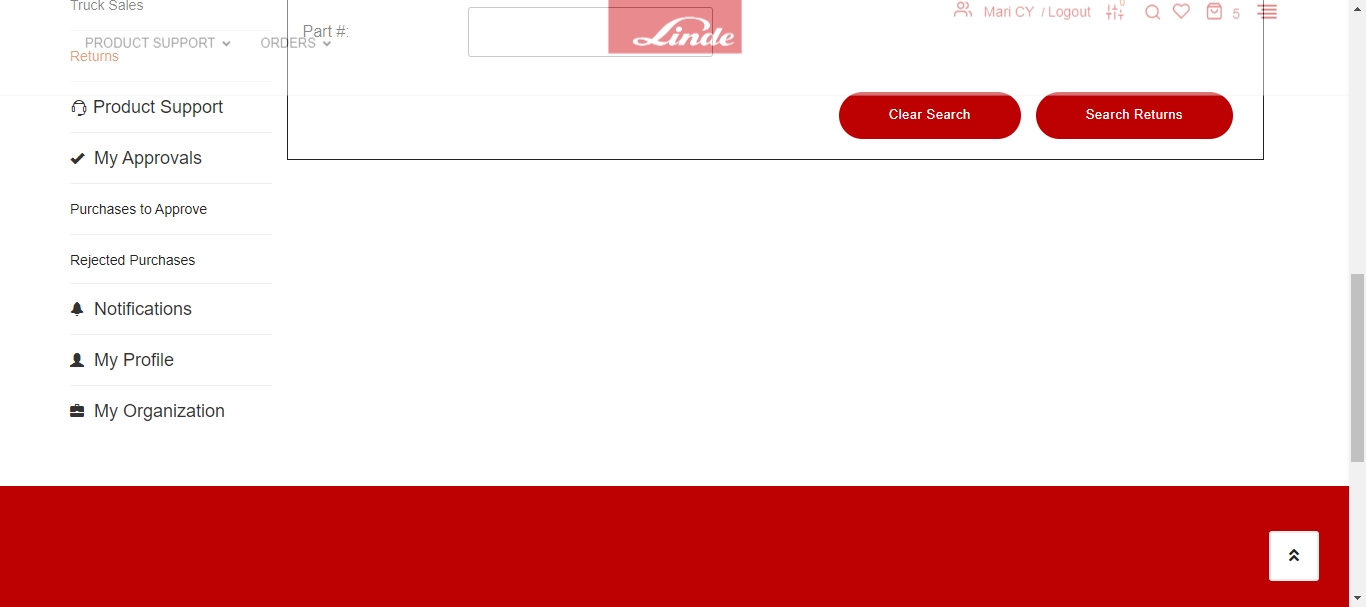 Truck Sales
Part #:
Linde
Mari CY / Logout
0
5
PRODUCT SUPPORT
ORDERS
Returns
Product Support
Clear Search
Search Returns
My Approvals
Purchases to Approve
Rejected Purchases
Notifications
My Profile
My Organization